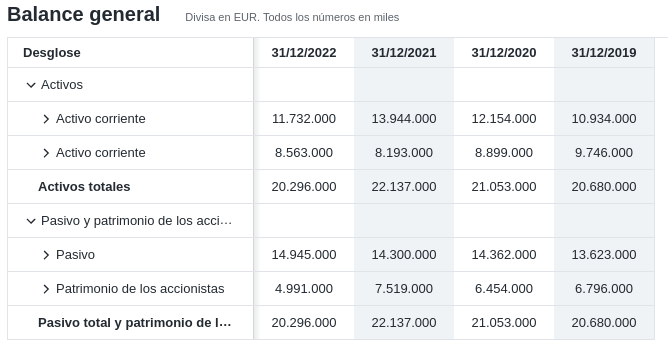 Balance general Divisa en EUR. Todos los números en miles
Desglose 31/12/2022 31/12/2021 31/12/2020 31/12/2019
Activos
Activo corriente 11.732.000 13.944.000 12.154.000 10.934.000
Activo corriente 8.563.000 8.193.000 8.899.000 9.746.000
Activos totales 20.296.000 22.137.000 21.053.000 20.680.000
Pasivo y patrimonio de los acci…
Pasivo 14.945.000 14.300.000 14.362.000 13.623.000
Patrimonio de los accionistas 4.991.000 7.519.000 6.454.000 6.796.000
Pasivo total y patrimonio de l… 20.296.000 22.137.000 21.053.000 20.680.000